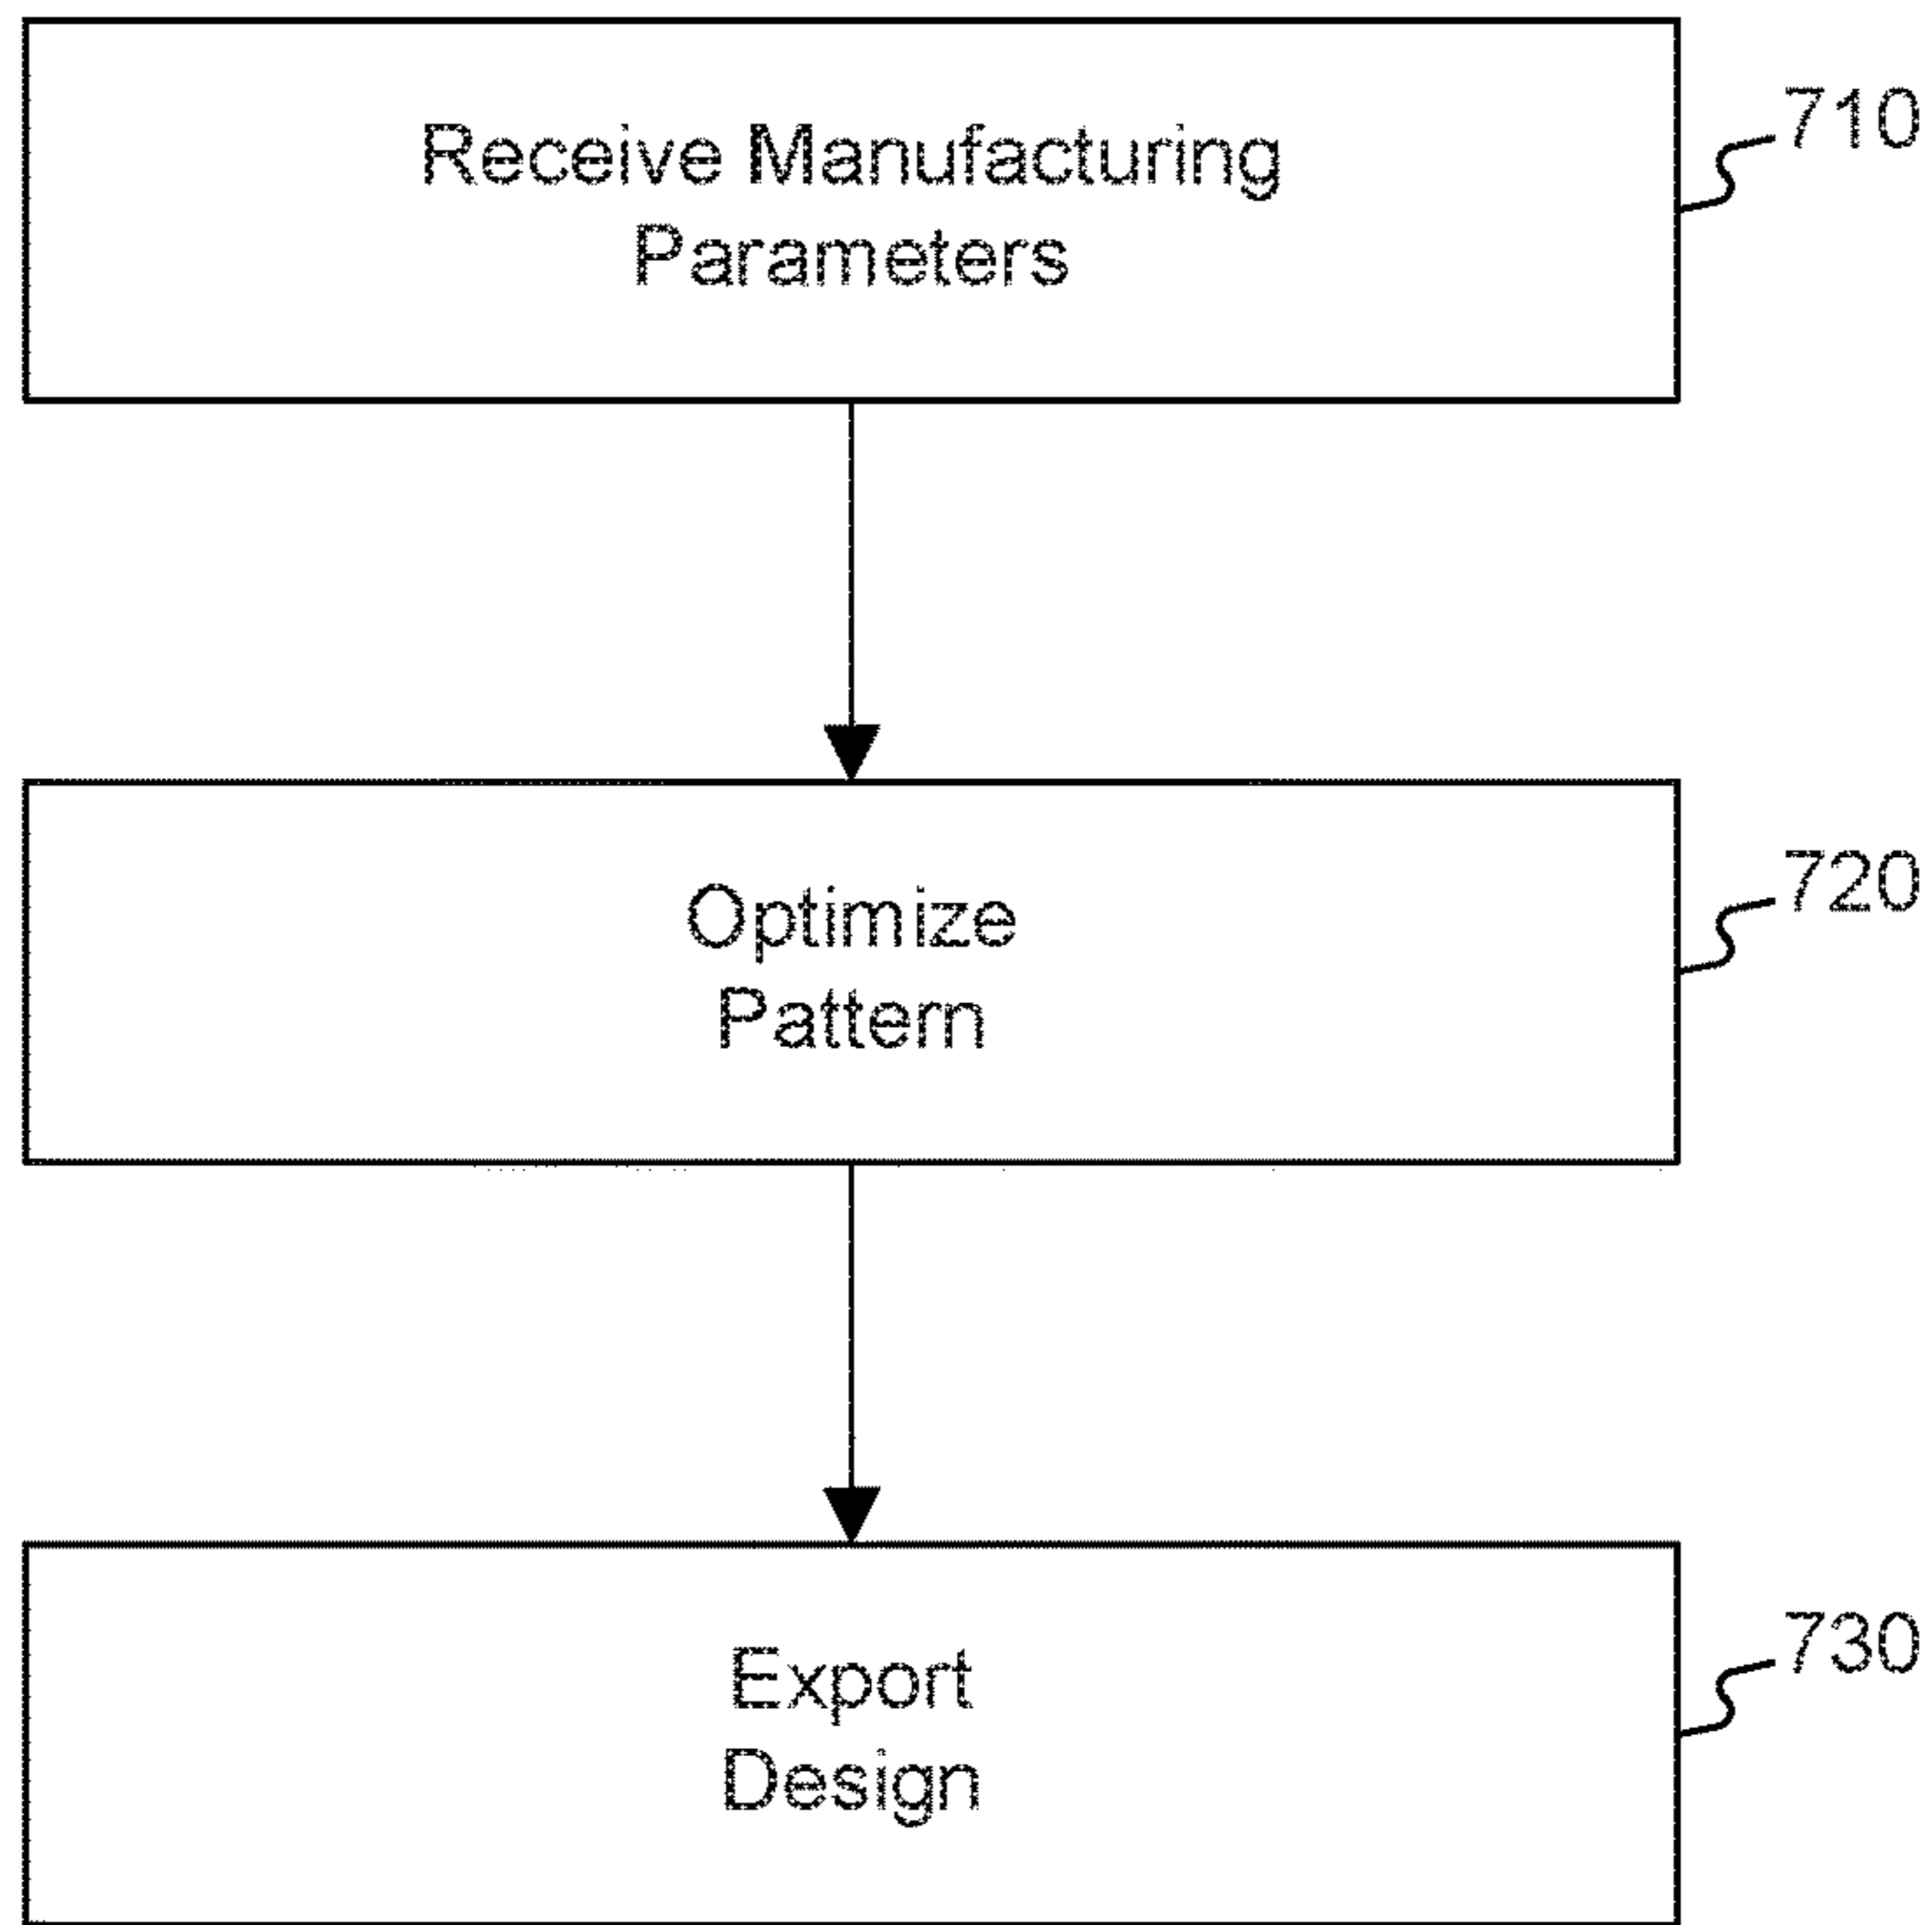 Receive Manufacturing
Parameters
710
Optimize
Pattern
720
Export
Design
730